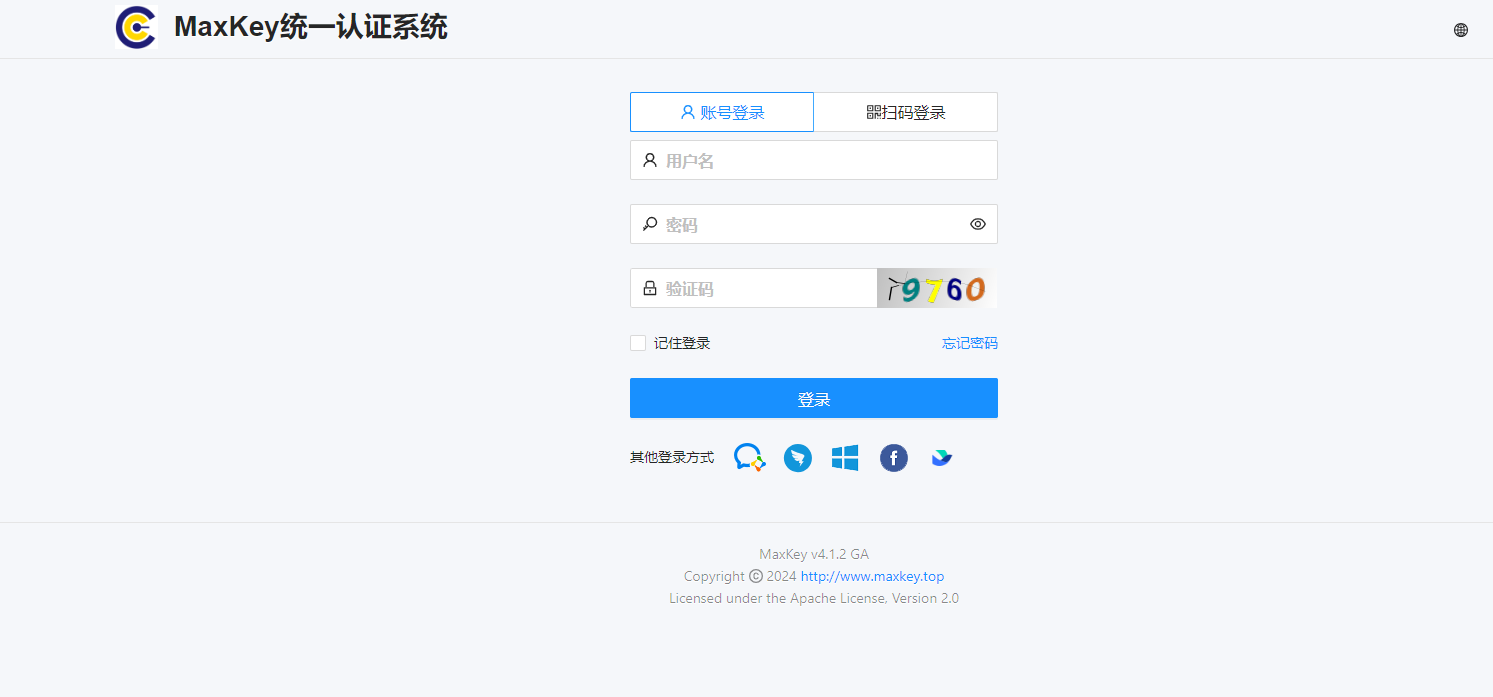 MaxKey统一认证系统
账号登录 扫码登录
用户名
密码
验证码 9760
记住登录 忘记密码
登录
其他登录方式
MaxKey v4.1.2 GA
Copyright © 2024 http://www.maxkey.top
Licensed under the Apache License, Version 2.0